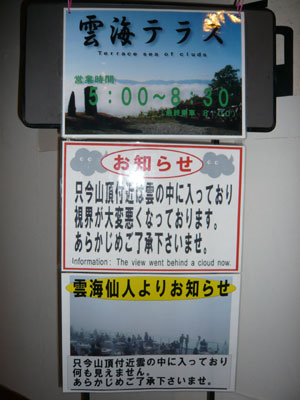 雲海テラス
Terrace sea of cluds
営業時間
5:00～8:30
お知らせ
只今山頂付近は雲の中に入っており
視界が大変悪くなっております。
あらかじめご了承下さいませ。
Information: The view went behind a cloud now.
雲海仙人よりお知らせ
只今山頂付近雲の中に入っており
何も見えません。
あらかじめご了承下さいませ。